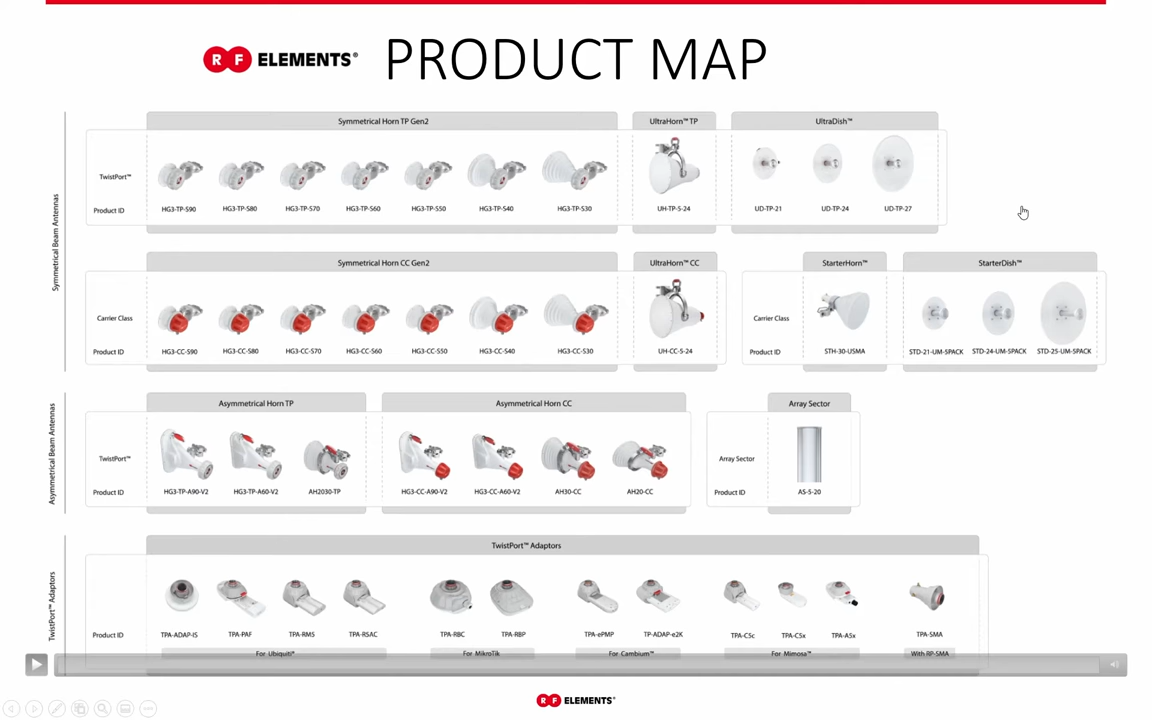 RF ELEMENTS® PRODUCT MAP
Symmetrical Beam Antennas
Symmetrical Horn TP Gen2 UltraHorn™ TP UltraDish™
TwistPort™
Product ID HG3-TP-S90 HG3-TP-S80 HG3-TP-S70 HG3-TP-S60 HG3-TP-S50 HG3-TP-S40 HG3-TP-S30 UH-TP-5-24 UD-TP-21 UD-TP-24 UD-TP-27
Symmetrical Horn CC Gen2 UltraHorn™ CC StarterHorn™ StarterDish™
Carrier Class Carrier Class
Product ID HG3-CC-S90 HG3-CC-S80 HG3-CC-S70 HG3-CC-S60 HG3-CC-S50 HG3-CC-S40 HG3-CC-S30 UH-CC-5-24 Product ID STH-30-USMA STD-21-UM-5PACK STD-24-UM-5PACK STD-25-UM-5PACK
Asymmetrical Beam Antennas
Asymmetrical Horn TP Asymmetrical Horn CC Array Sector
TwistPort™ Array Sector
Product ID HG3-TP-A90-V2 HG3-TP-A60-V2 AH2030-TP HG3-CC-A90-V2 HG3-CC-A60-V2 AH30-CC AH20-CC Product ID AS-5-20
TwistPort™ Adaptors
TwistPort™ Adaptors
Product ID TPA-ADAP-IS TPA-PAF TPA-RM5 TPA-R5AC TPA-RBC TPA-RBP TPA-ePMP TP-ADAP-e2K TPA-C5c TPA-C5x TPA-A5x TPA-SMA
For Ubiquiti® For MikroTik For Cambium™ For Mimosa™ With RP-SMA
RF ELEMENTS®